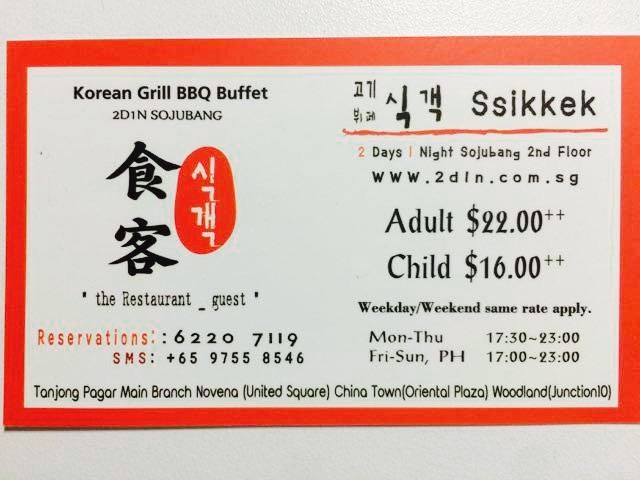 Korean Grill BBQ Buffet
2D1N SOJUBANG
食客
식객
" the Restaurant _ guest "
Reservations: : 6220 7119
SMS: +65 9755 8546
고기
뷔페
식객 Ssikkek
2 Days 1 Night Sojubang 2nd Floor
www.2d1n.com.sg
Adult $22.00++
Child $16.00++
Weekday/Weekend same rate apply.
Mon-Thu 17:30~23:00
Fri-Sun, PH 17:00~23:00
Tanjong Pagar Main Branch Novena (United Square) China Town(Oriental Plaza) Woodland(Junction10)